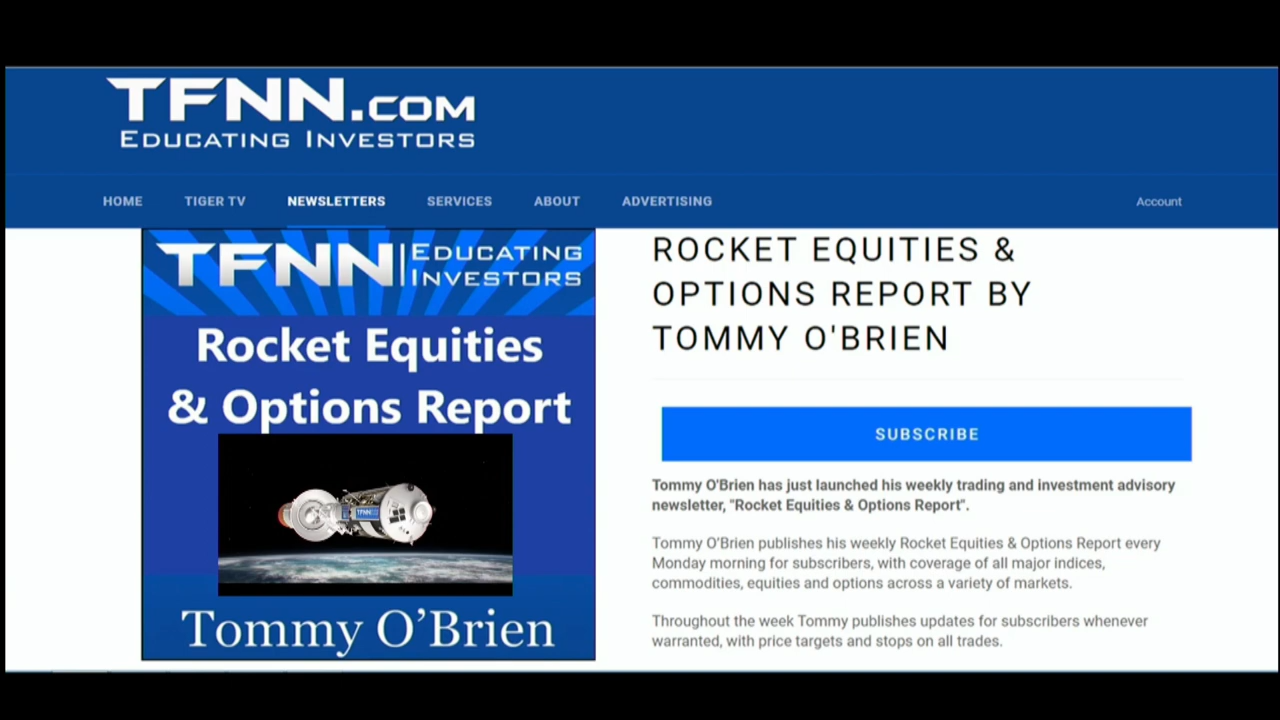 TFNN.COM
EDUCATING INVESTORS
HOME TIGER TV NEWSLETTERS SERVICES ABOUT ADVERTISING Account
TFNN EDUCATING
INVESTORS
Rocket Equities
& Options Report
TFNN
Tommy O’Brien
ROCKET EQUITIES &
OPTIONS REPORT BY
TOMMY O'BRIEN
SUBSCRIBE
Tommy O'Brien has just launched his weekly trading and investment advisory
newsletter, "Rocket Equities & Options Report".
Tommy O’Brien publishes his weekly Rocket Equities & Options Report every
Monday morning for subscribers, with coverage of all major indices,
commodities, equities and options across a variety of markets.
Throughout the week Tommy publishes updates for subscribers whenever
warranted, with price targets and stops on all trades.